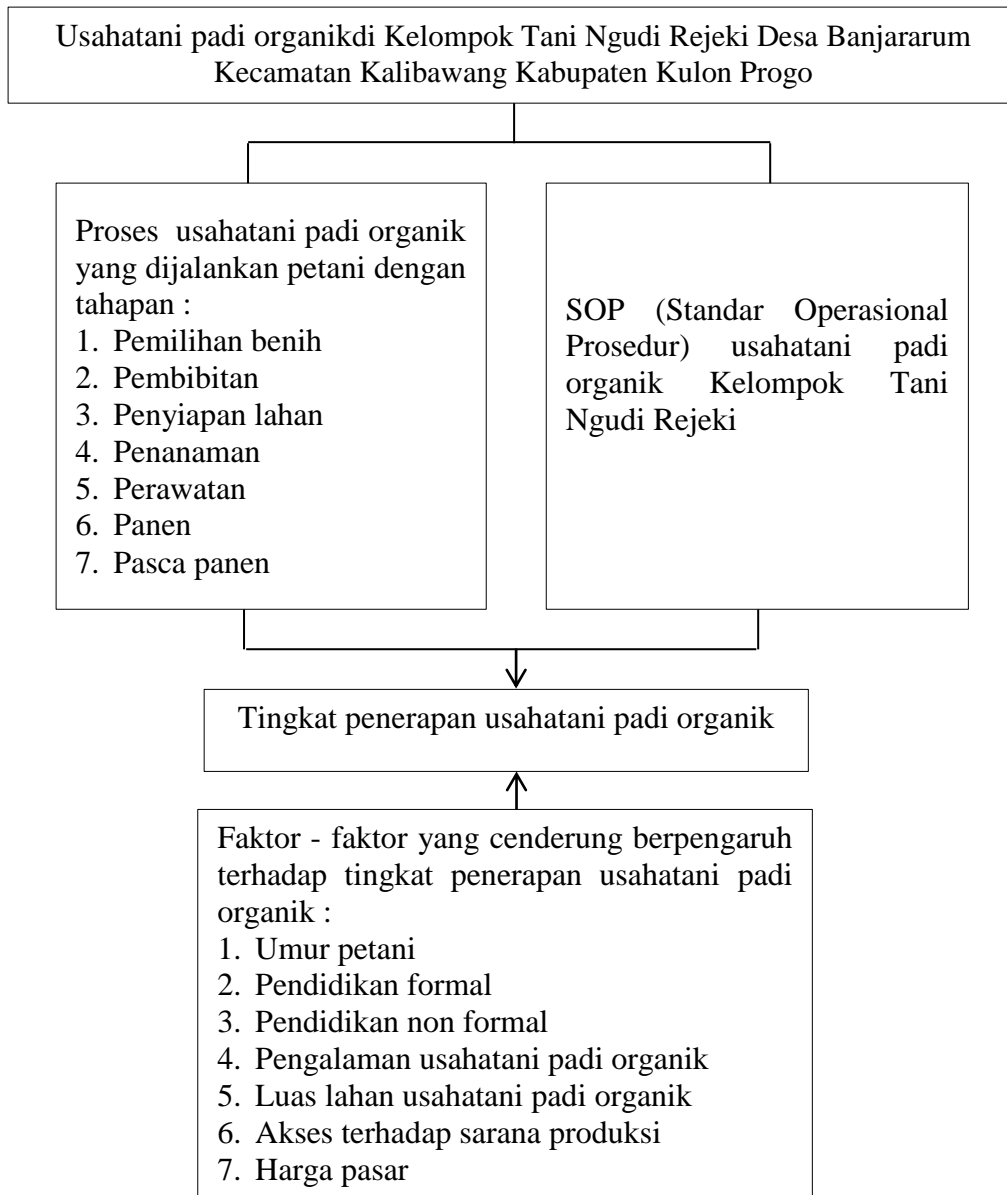 Usahatani padi organikdi Kelompok Tani Ngudi Rejeki Desa Banjararum
Kecamatan Kalibawang Kabupaten Kulon Progo
Proses usahatani padi organik
yang dijalankan petani dengan
tahapan :
1. Pemilihan benih
2. Pembibitan
3. Penyiapan lahan
4. Penanaman
5. Perawatan
6. Panen
7. Pasca panen
SOP (Standar Operasional
Prosedur) usahatani padi
organik Kelompok Tani
Ngudi Rejeki
Tingkat penerapan usahatani padi organik
Faktor - faktor yang cenderung berpengaruh
terhadap tingkat penerapan usahatani padi
organik :
1. Umur petani
2. Pendidikan formal
3. Pendidikan non formal
4. Pengalaman usahatani padi organik
5. Luas lahan usahatani padi organik
6. Akses terhadap sarana produksi
7. Harga pasar